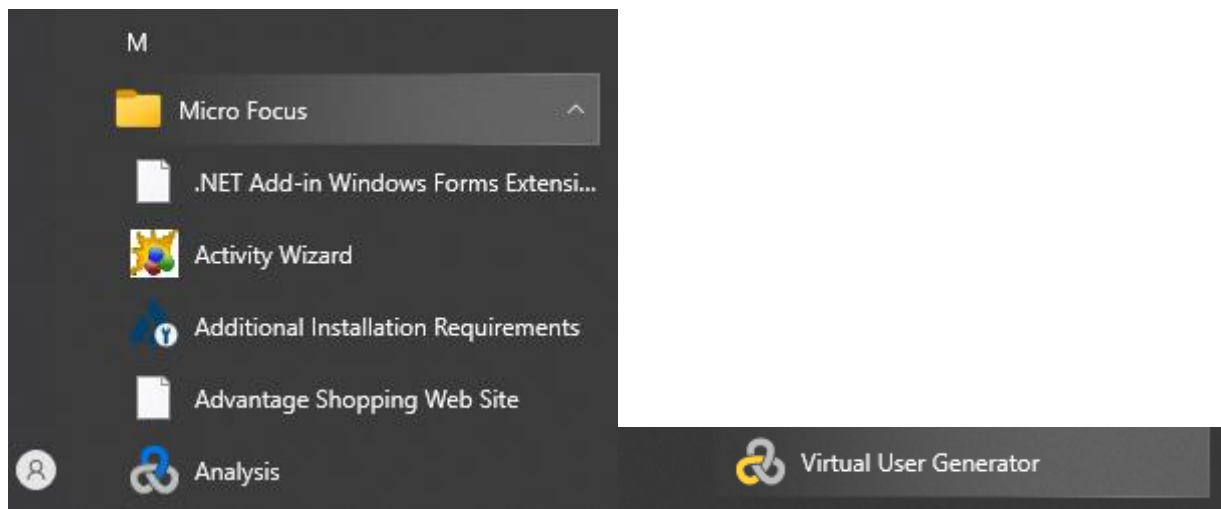 M
Micro Focus
.NET Add-in Windows Forms Extensi...
Activity Wizard
Additional Installation Requirements
Advantage Shopping Web Site
Analysis
Virtual User Generator